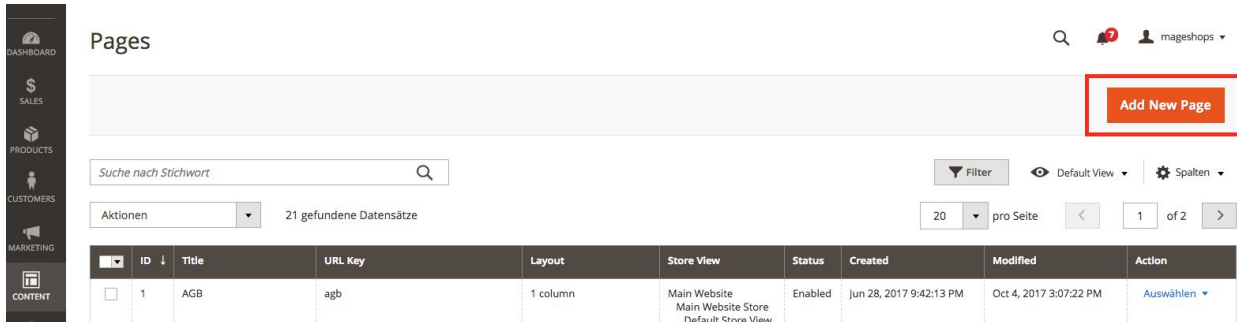 DASHBOARD
Pages
7
mageshops
$
SALES
Add New Page
PRODUCTS
Suche nach Stichwort
Filter
Default View
Spalten
CUSTOMERS
Aktionen
21 gefundene Datensätze
20
pro Seite
1
of 2
MARKETING
ID ↓
Title
URL Key
Layout
Store View
Status
Created
Modified
Action
CONTENT
1
AGB
agb
1 column
Main Website
Main Website Store
Default Store View
Enabled
Jun 28, 2017 9:42:13 PM
Oct 4, 2017 3:07:22 PM
Auswählen